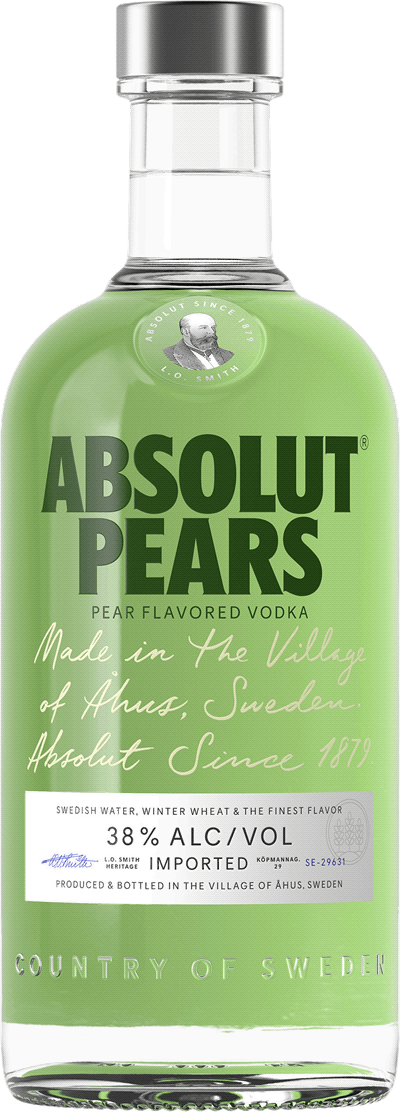 ABSOLUT SINCE 1879
L.O. SMITH
ABSOLUT®
PEARS
PEAR FLAVORED VODKA
Made in the Village
of Åhus, Sweden.
Absolut Since 1879.
SWEDISH WATER, WINTER WHEAT & THE FINEST FLAVOR
38% ALC/VOL
L.O. SMITH HERITAGE IMPORTED KÖPMANNAG. 29 SE-29631
PRODUCED & BOTTLED IN THE VILLAGE OF ÅHUS, SWEDEN
COUNTRY OF SWEDEN